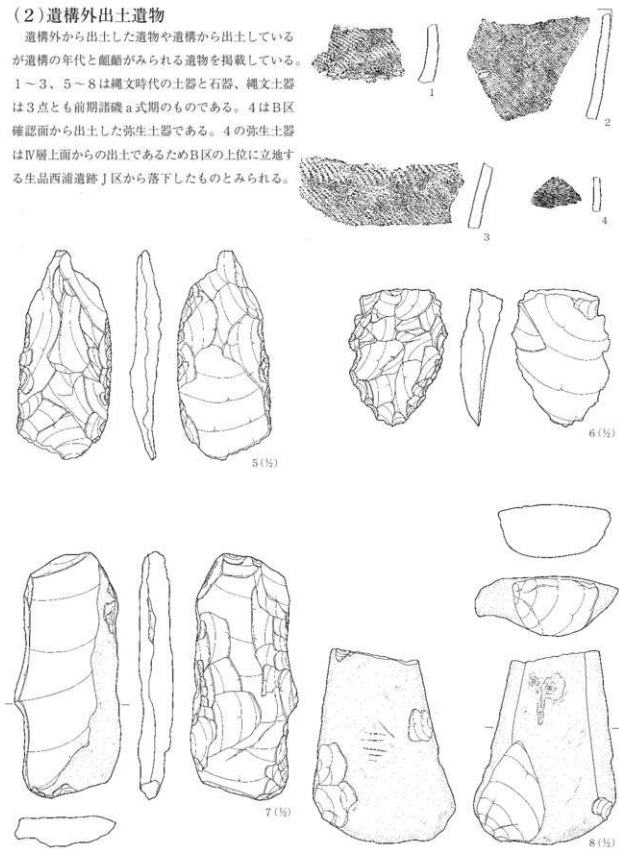 (2)遺構外出土遺物
　遺構外から出土した遺物や遺構から出土している
が遺構の年代と齟齬がみられる遺物を掲載している。
1～3、5～8は縄文時代の土器と石器、縄文土器
は3点とも前期諸磯a式期のものである。4はB区
確認面から出土した弥生土器である。4の弥生土器
はⅣ層上面からの出土であるためB区の上位に立地す
る生品西浦遺跡J区から落下したものとみられる。
1
2
3
4
5(½)
6(½)
7(½)
8(½)